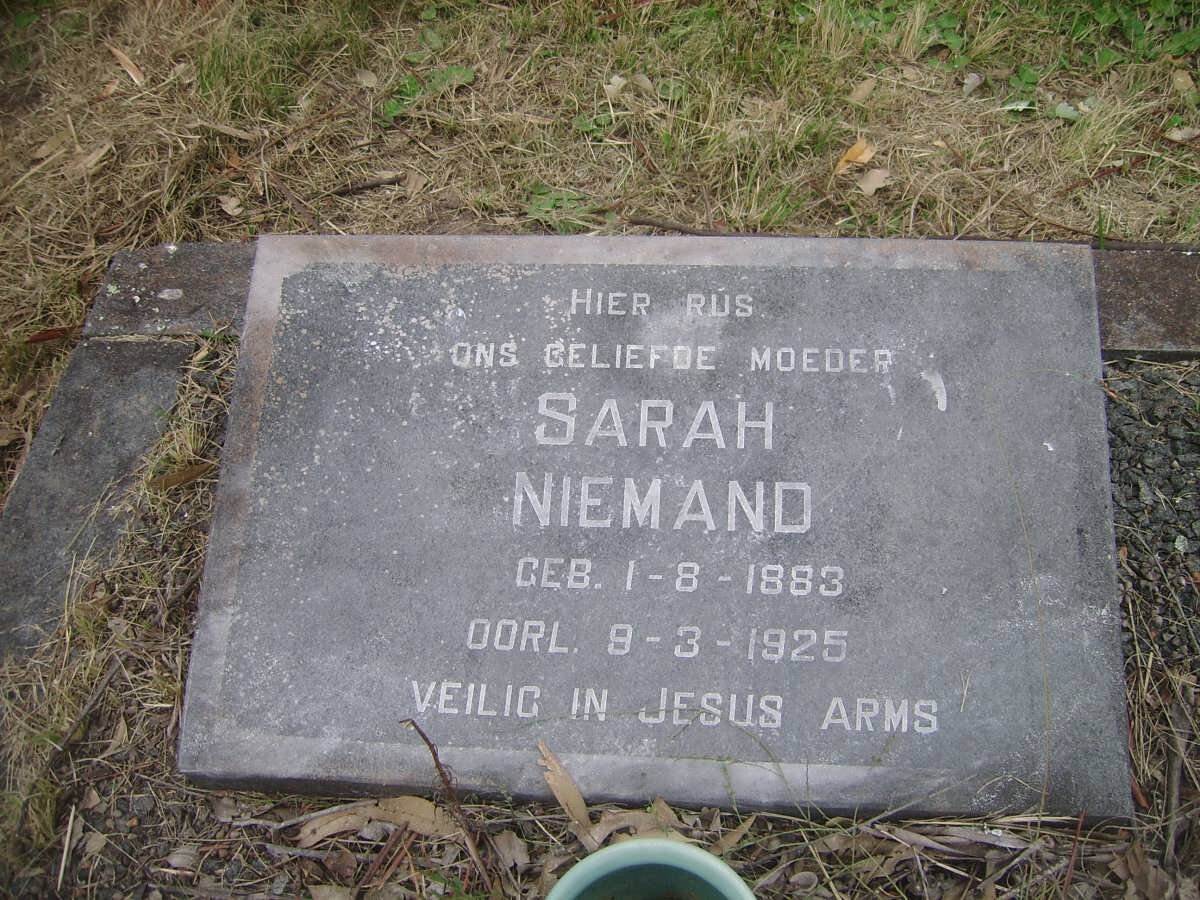 HIER RUS
ONS GELIEFDE MOEDER
SARAH
NIEMAND
GEB. 1-8-1883
OORL. 9-3-1925
VEILIG IN JESUS ARMS